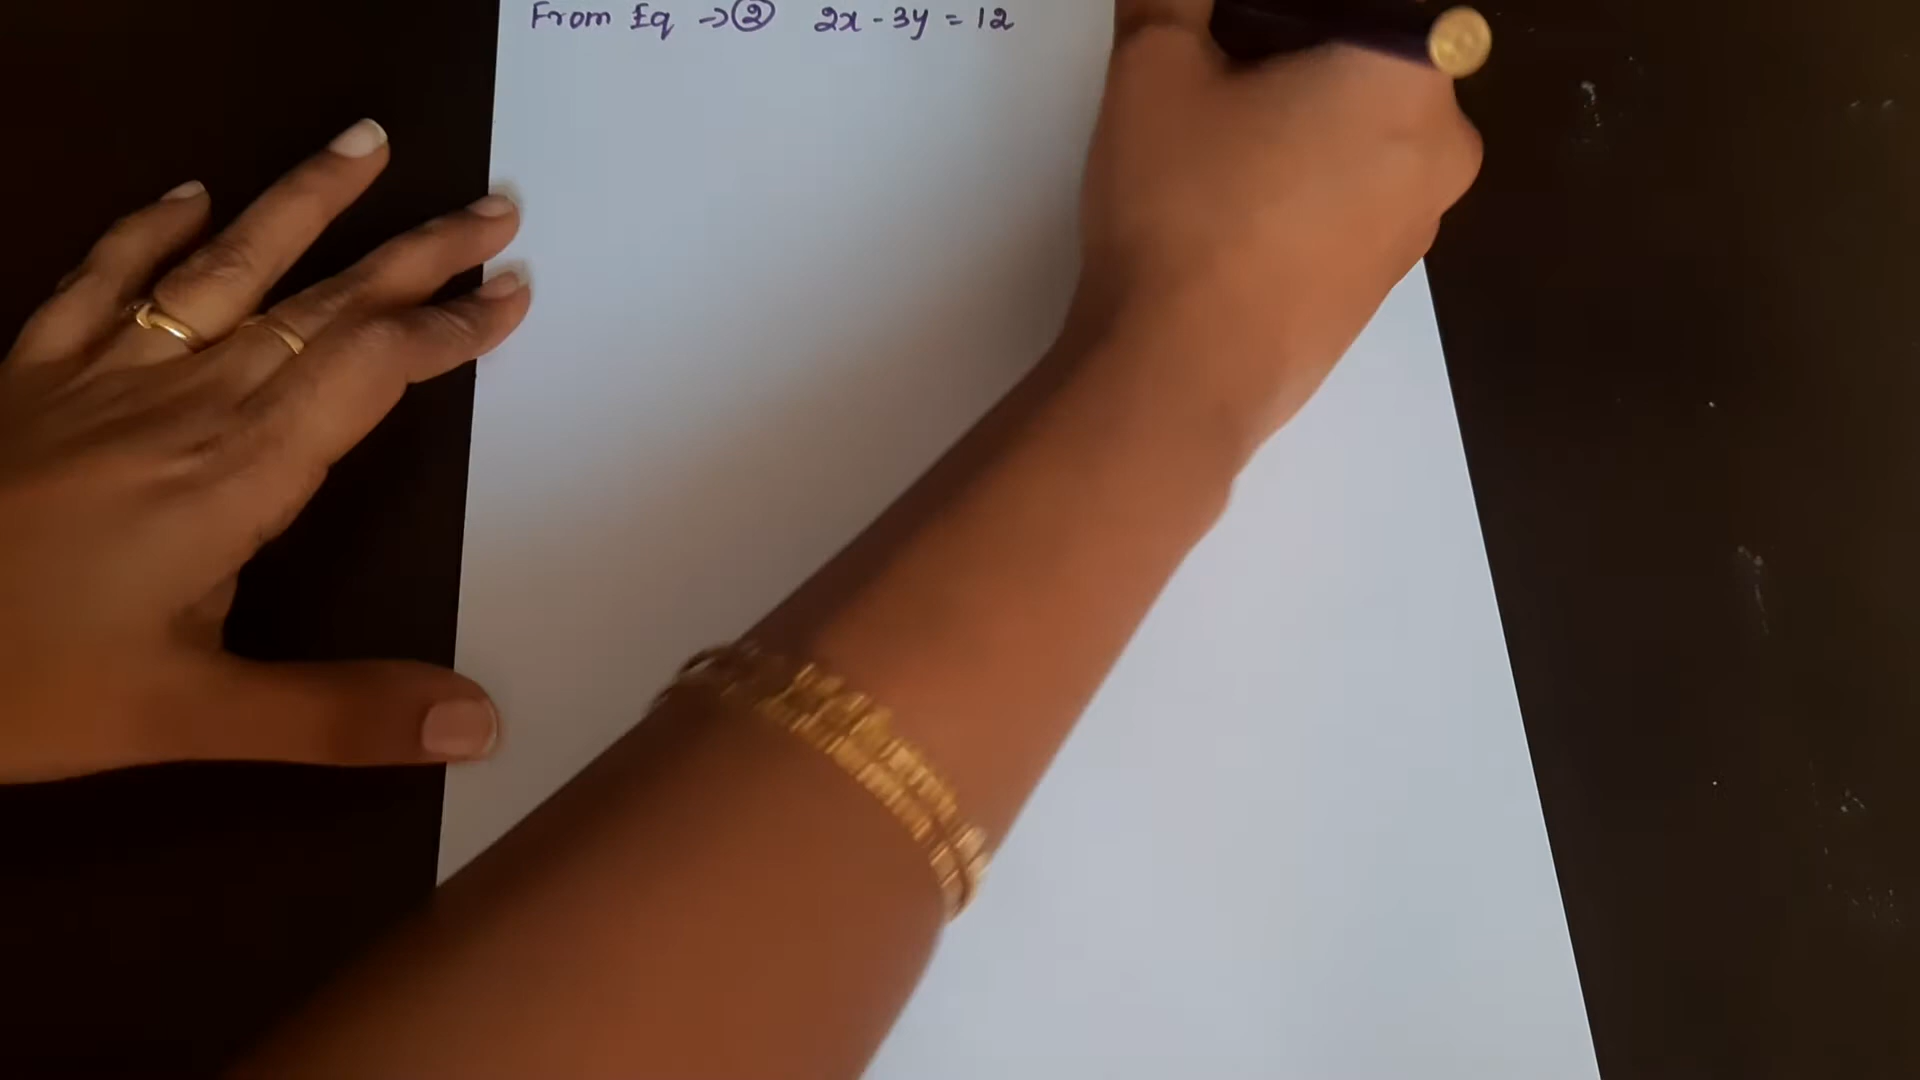 From Eq → ② 2x - 3y = 12